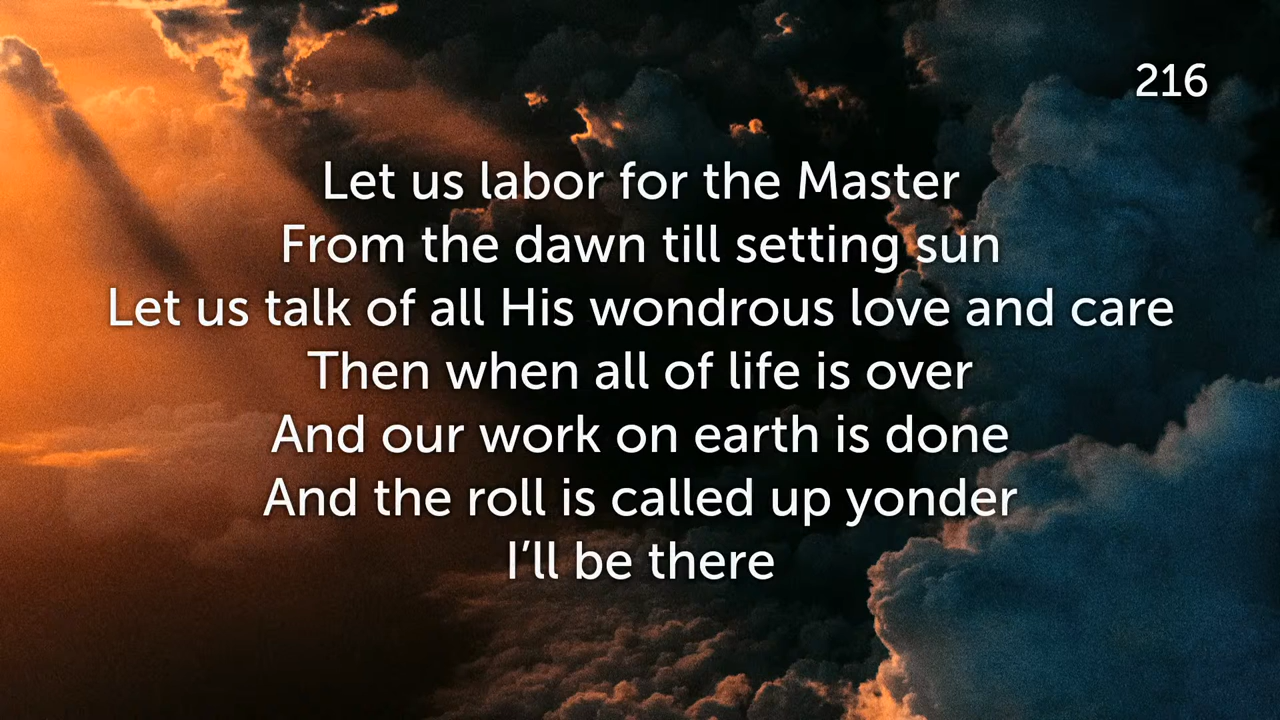 216
Let us labor for the Master
From the dawn till setting sun
Let us talk of all His wondrous love and care
Then when all of life is over
And our work on earth is done
And the roll is called up yonder
I’ll be there